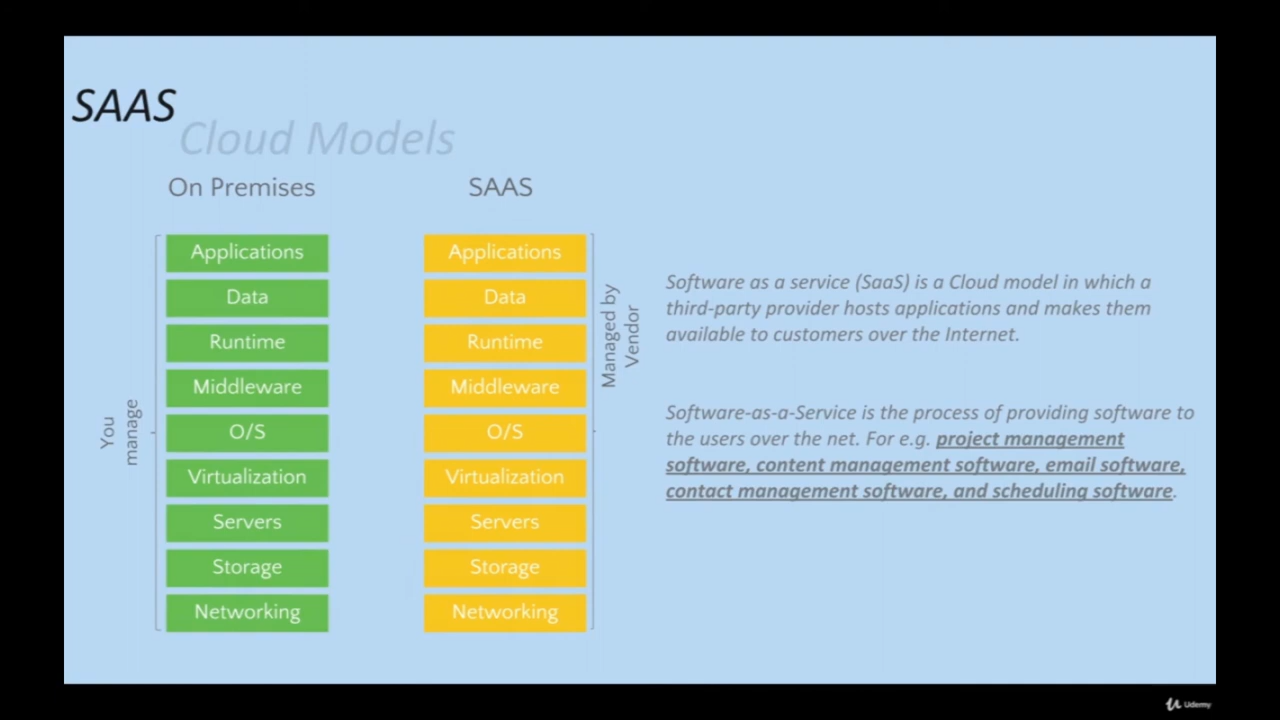 SAAS
Cloud Models
On Premises
SAAS
You manage
Applications
Data
Runtime
Middleware
O/S
Virtualization
Servers
Storage
Networking
Applications
Data
Runtime
Middleware
O/S
Virtualization
Servers
Storage
Networking
Managed by
Vendor
Software as a service (SaaS) is a Cloud model in which a
third-party provider hosts applications and makes them
available to customers over the Internet.
Software-as-a-Service is the process of providing software to
the users over the net. For e.g. project management
software, content management software, email software,
contact management software, and scheduling software.
Udemy